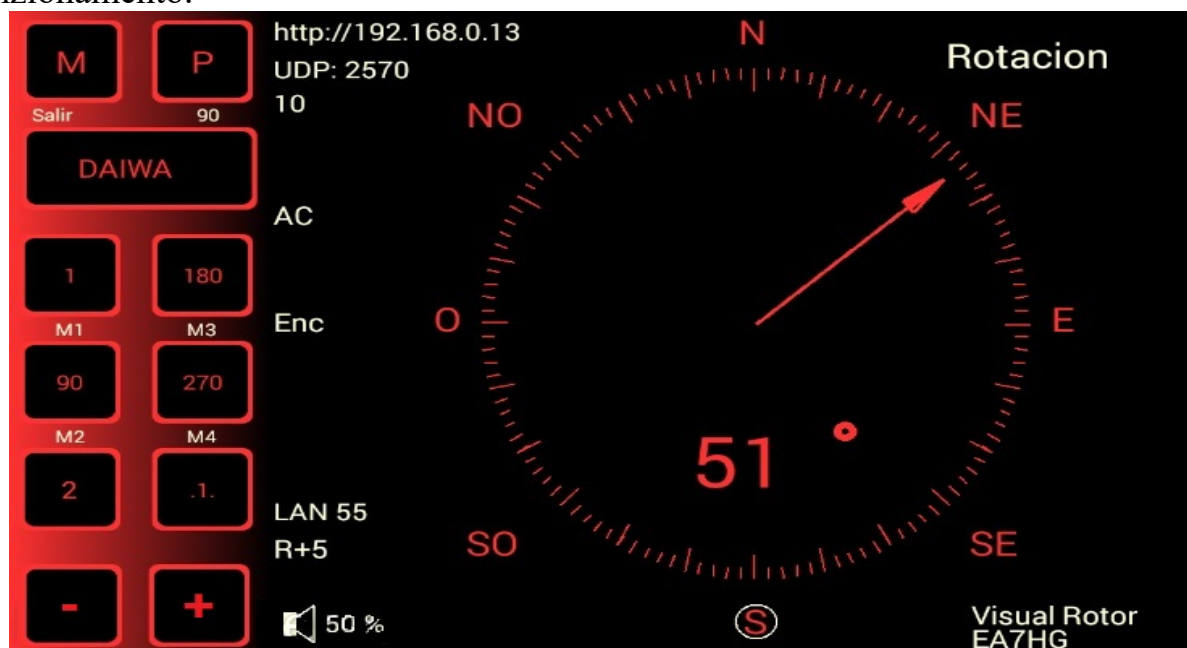 M P
Salir 90
DAIWA
1 180
M1 M3
90 270
M2 M4
2 .1.
- +
http://192.168.0.13
UDP: 2570
10
AC
Enc
LAN 55
R+5
50 %
Rotacion
N
NO NE
O E
51 °
SO SE
S
Visual Rotor
EA7HG